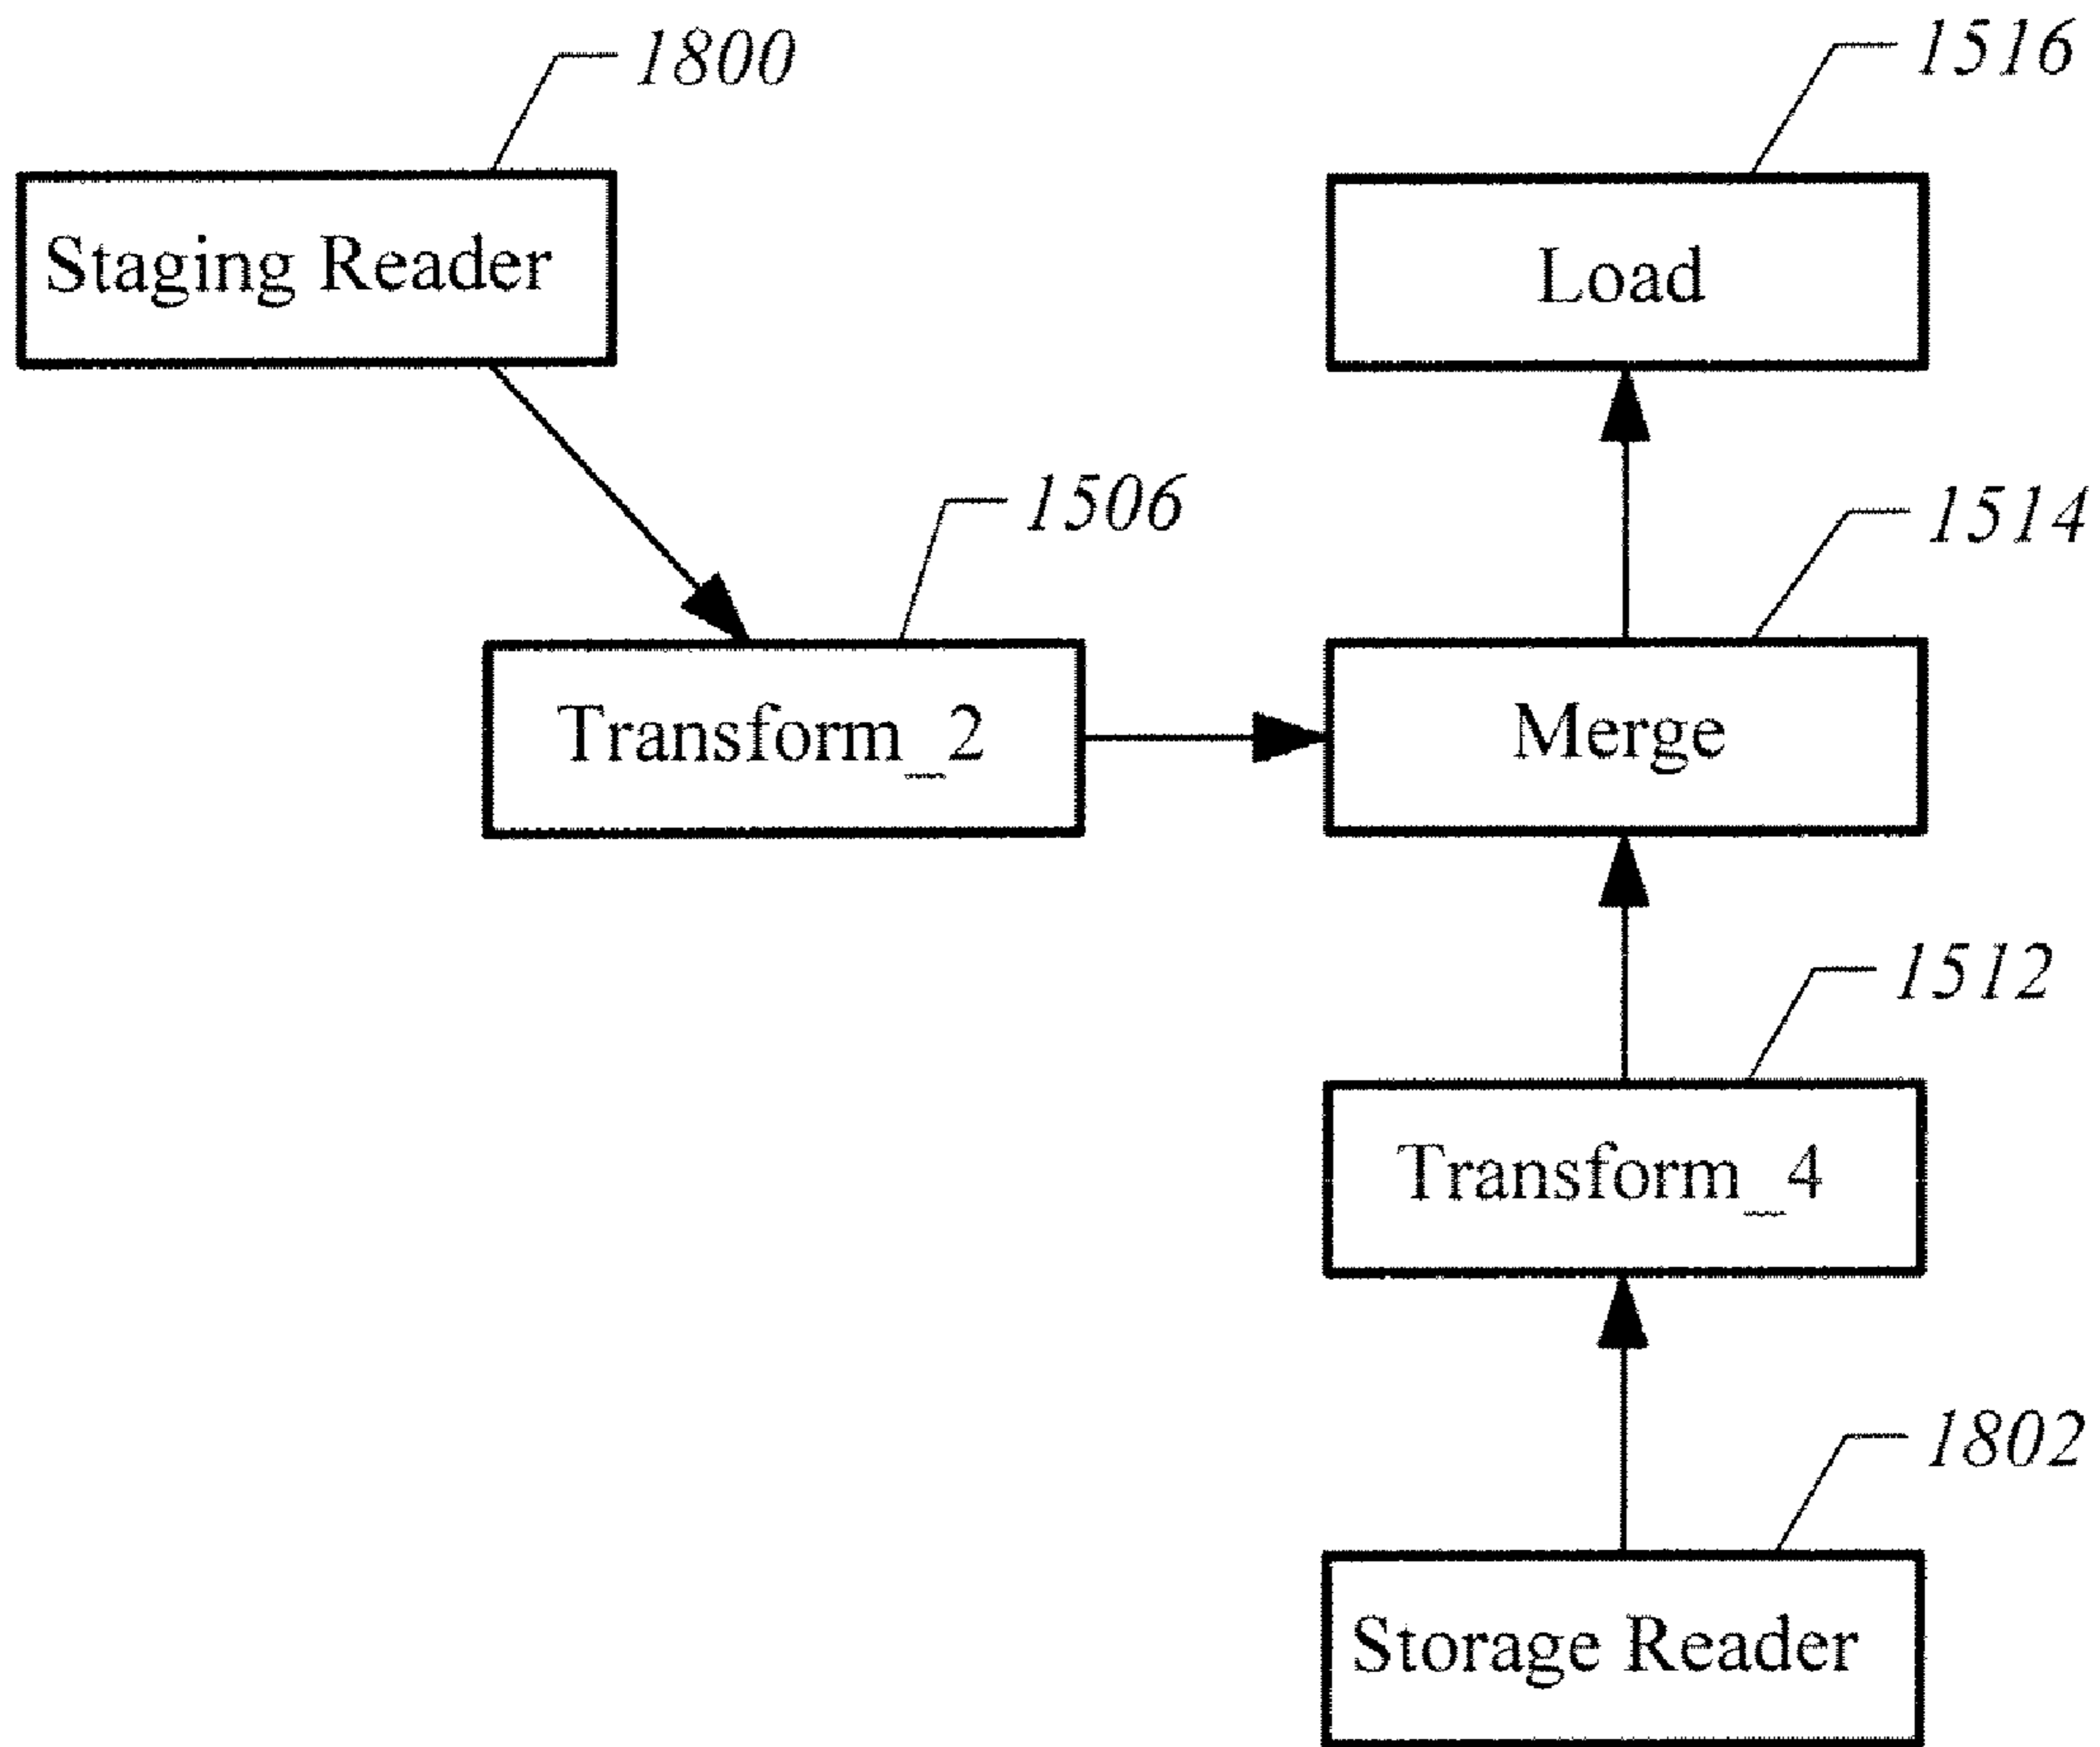 1800
1516
Staging Reader
Load
1506
1514
Transform_2
Merge
1512
Transform_4
1802
Storage Reader